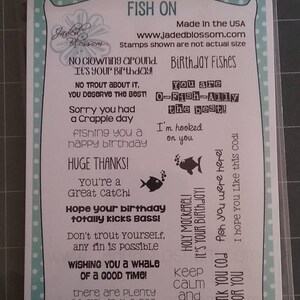 FISH ON
Jaded Blossom
Made in the USA
www.jadedblossom.com
Stamps shown are not actual size
No clowning around.
It's your birthday!
Birthday Fishes
No trout about it,
you deserve the best!
You are
O-fish-ally
the best!
Sorry you had
a Crappie day
fishing you a
happy birthday
I'm hooked
on you
HUGE THANKS!
You're a
Great catch!
Hope your birthday
totally kicks Bass!
Don't trout yourself,
any fin is possible
Wishing you a whale
of a good time!
there are plenty
Holy Mackerel!
It's your Birthday!
fish you were here!
I hope you like this Cod!
keep
calm
and